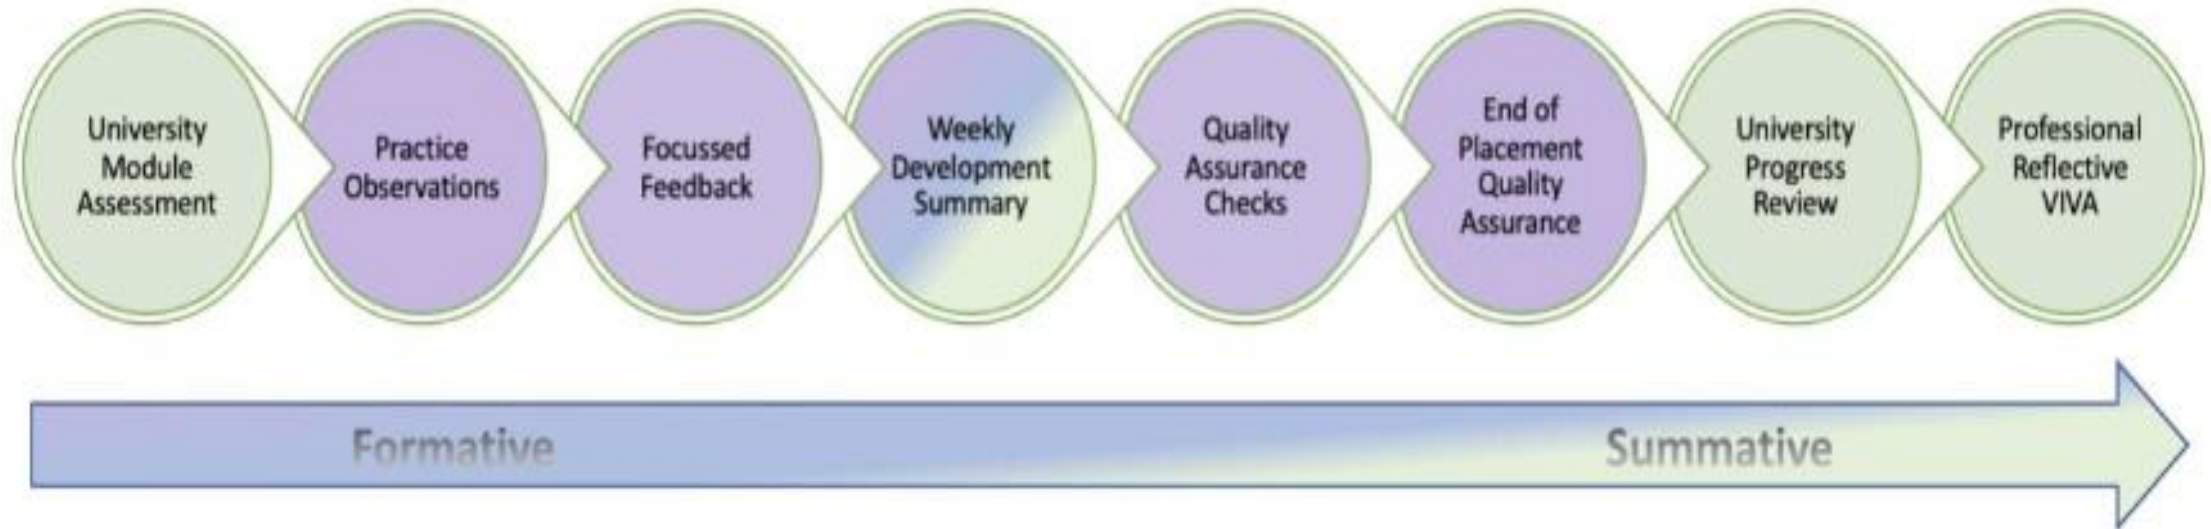 University
Module
Assessment
Practice
Observations
Focussed
Feedback
Weekly
Development
Summary
Quality
Assurance
Checks
End of
Placement
Quality
Assurance
University
Progress
Review
Professional
Reflective
VIVA
Formative
Summative